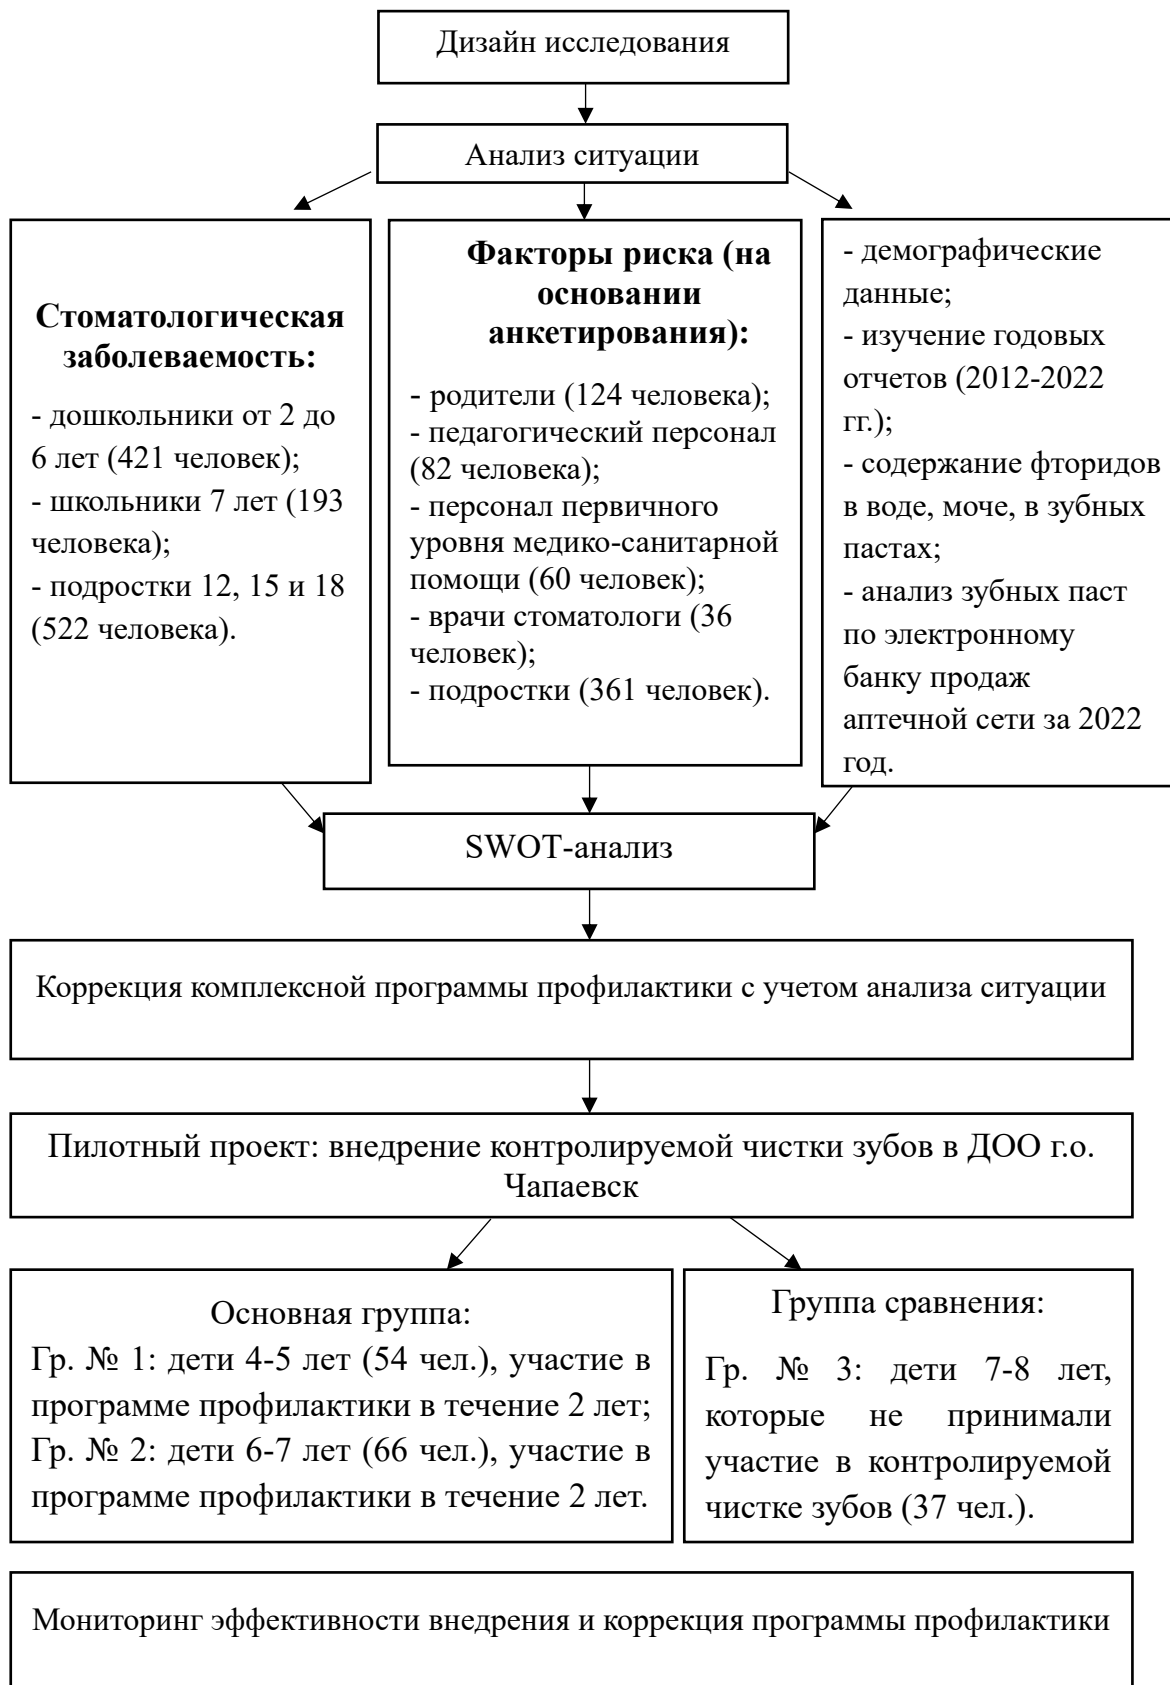 Дизайн исследования
Анализ ситуации
Стоматологическая
заболеваемость:
- дошкольники от 2 до
6 лет (421 человек);
- школьники 7 лет (193
человека);
- подростки 12, 15 и 18
(522 человека).
Факторы риска (на
основании
анкетирования):
- родители (124 человека);
- педагогический персонал
(82 человека);
- персонал первичного
уровня медико-санитарной
помощи (60 человек);
- врачи стоматологи (36
человек);
- подростки (361 человек).
- демографические
данные;
- изучение годовых
отчетов (2012-2022
гг.);
- содержание фторидов
в воде, моче, в зубных
пастах;
- анализ зубных паст
по электронному
банку продаж
аптечной сети за 2022
год.
SWOT-анализ
Коррекция комплексной программы профилактики с учетом анализа ситуации
Пилотный проект: внедрение контролируемой чистки зубов в ДОО г.о.
Чапаевск
Основная группа:
Гр. № 1: дети 4-5 лет (54 чел.), участие в
программе профилактики в течение 2 лет;
Гр. № 2: дети 6-7 лет (66 чел.), участие в
программе профилактики в течение 2 лет.
Группа сравнения:
Гр. № 3: дети 7-8 лет,
которые не принимали
участие в контролируемой
чистке зубов (37 чел.).
Мониторинг эффективности внедрения и коррекция программы профилактики